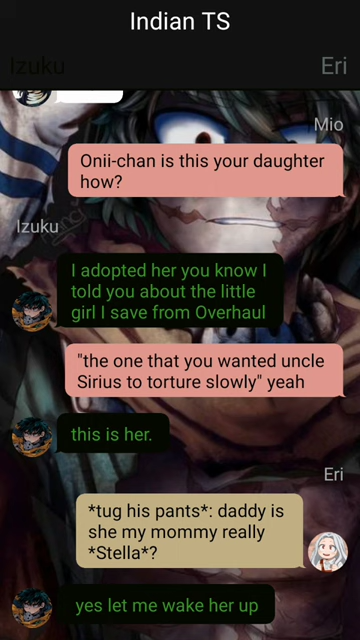 Indian TS
Izuku
Eri
Mio
Onii-chan is this your daughter
how?
Izuku
I adopted her you know I
told you about the little
girl I save from Overhaul
"the one that you wanted uncle
Sirius to torture slowly" yeah
this is her.
Eri
*tug his pants*: daddy is
she my mommy really
*Stella*?
yes let me wake her up